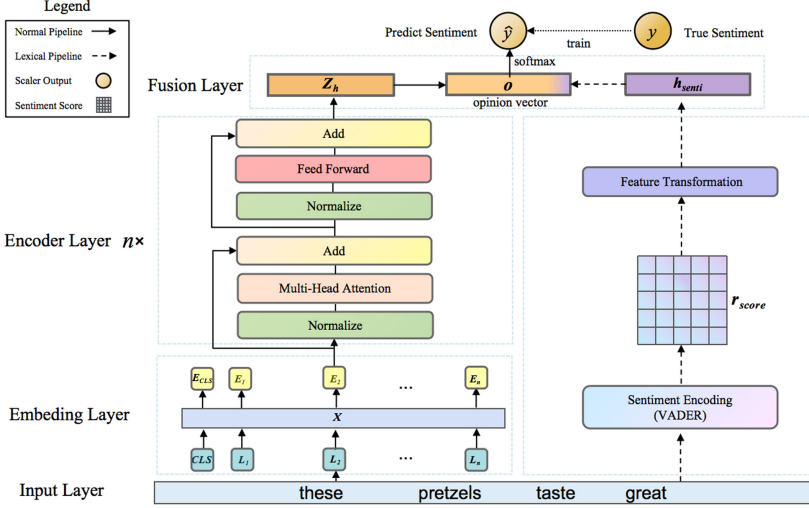 Legend
Normal Pipeline
Lexical Pipeline
Scaler Output
Sentiment Score
Predict Sentiment
ŷ
y
True Sentiment
train
softmax
Fusion Layer
Z_h
o
h_senti
opinion vector
Add
Feed Forward
Normalize
Encoder Layer n×
Add
Multi-Head Attention
Normalize
Feature Transformation
r_score
Sentiment Encoding
(VADER)
E_CLS E_1 E_2 ... E_n
Embeding Layer
X
CLS L_1 L_2 ... L_n
Input Layer
these pretzels taste great